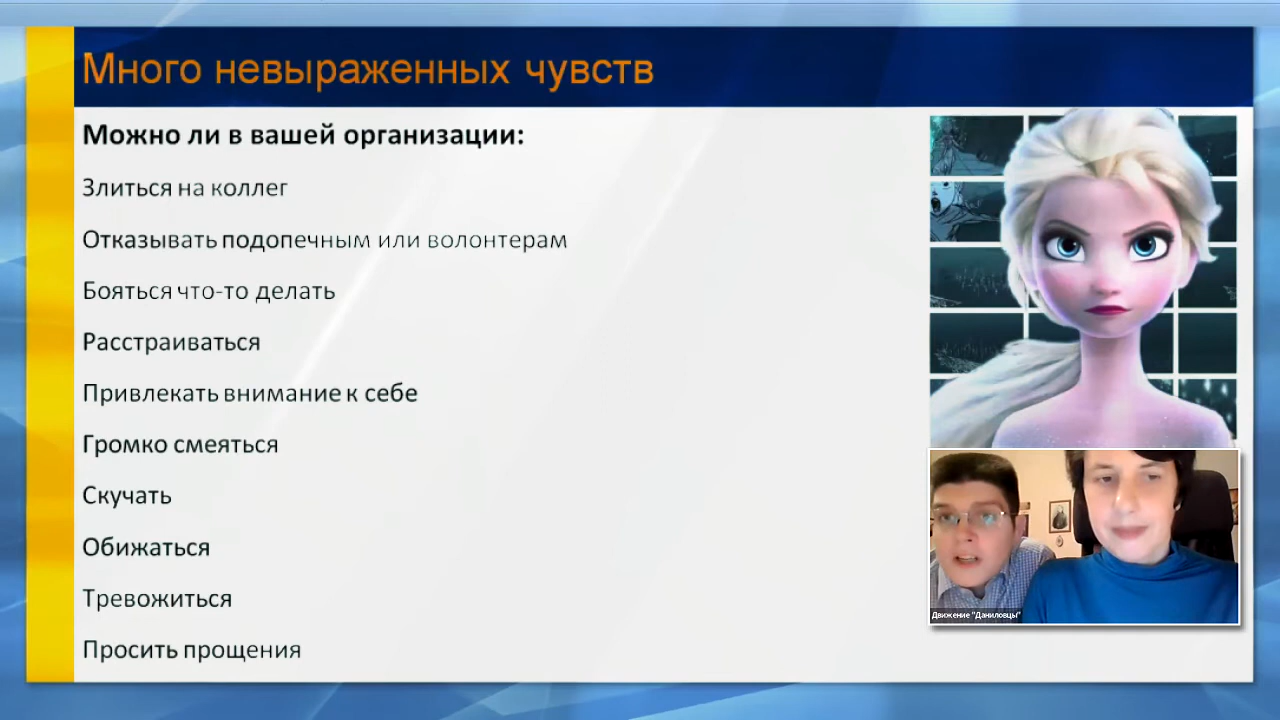 Много невыраженных чувств
Можно ли в вашей организации:
Злиться на коллег
Отказывать подопечным или волонтерам
Бояться что-то делать
Расстраиваться
Привлекать внимание к себе
Громко смеяться
Скучать
Обижаться
Тревожиться
Просить прощения
Движение "Даниловцы"